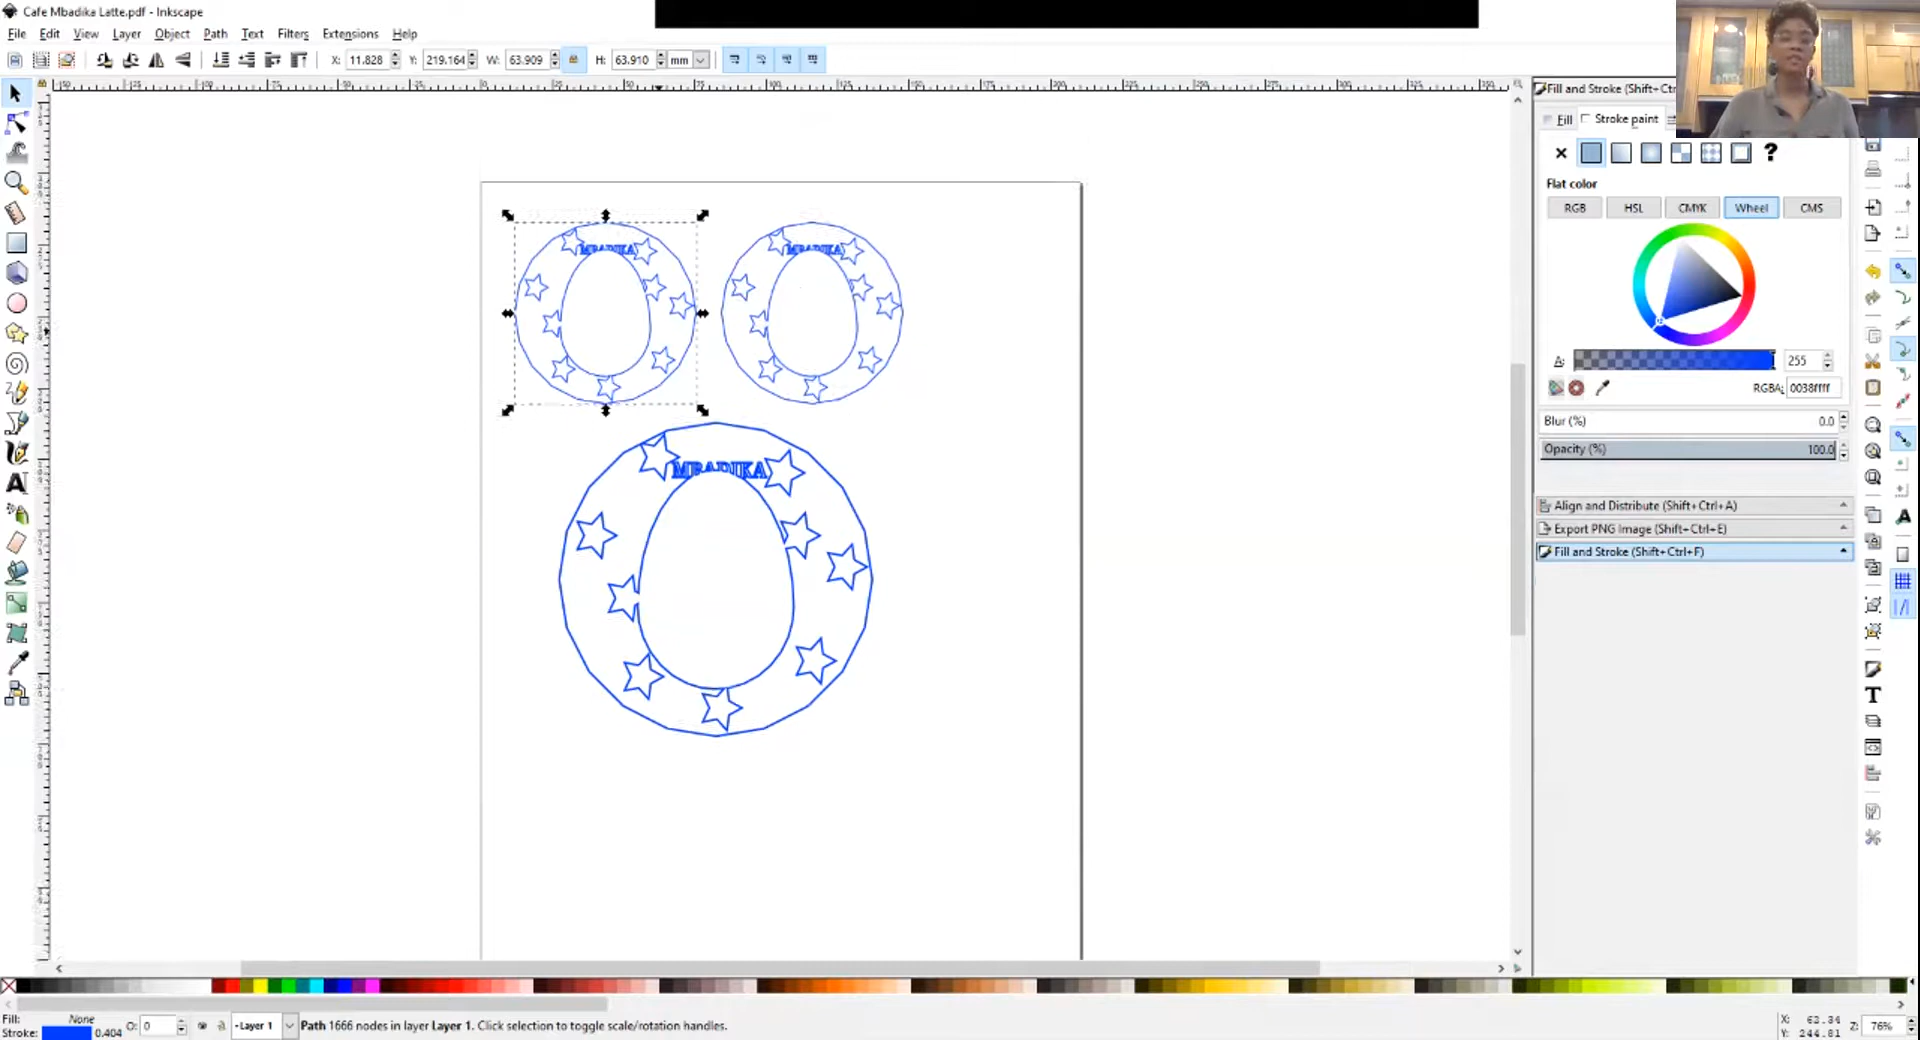 Cafe Mbadika Latte.pdf - Inkscape
File Edit View Layer Object Path Text Filters Extensions Help
X: 11.828 Y: 219.164 W: 63.909 H: 63.910 mm
Fill and Stroke (Shift+Ctr
Fill Stroke paint
?
Flat color
RGB HSL CMYK Wheel CMS
A: 255
RGBA: 0038ffff
Blur (%) 0.0
Opacity (%) 100.0
Align and Distribute (Shift+Ctrl+A)
Export PNG Image (Shift+Ctrl+E)
Fill and Stroke (Shift+Ctrl+F)
MBADIKA MBADIKA
MBADIKA
Fill: None
Stroke: 0.404 O: 0 Layer 1 Path 1666 nodes in layer Layer 1. Click selection to toggle scale/rotation handles.
X: 62.34
Y: 244.81
Z: 76%